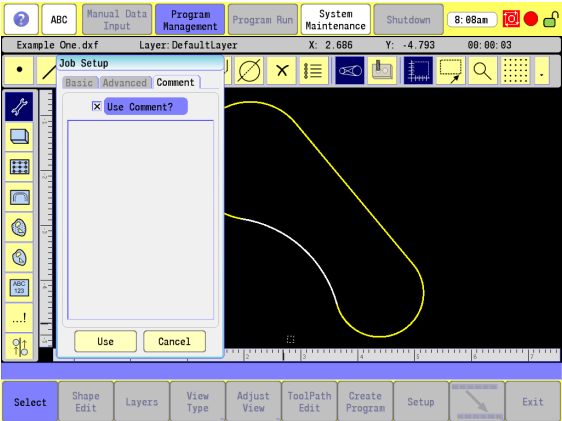 ?
ABC
Manual Data
Input
Program
Management
Program Run
System
Maintenance
Shutdown
8:08am
Example One.dxf
Layer:DefaultLayer
X: 2.686
Y: -4.793
00:00:03
Job Setup
Basic
Advanced
Comment
Use Comment?
Use
Cancel
ABC
123
...!
2
3
4
5
6
7
Select
Shape
Edit
Layers
View
Type
Adjust
View
ToolPath
Edit
Create
Program
Setup
Exit